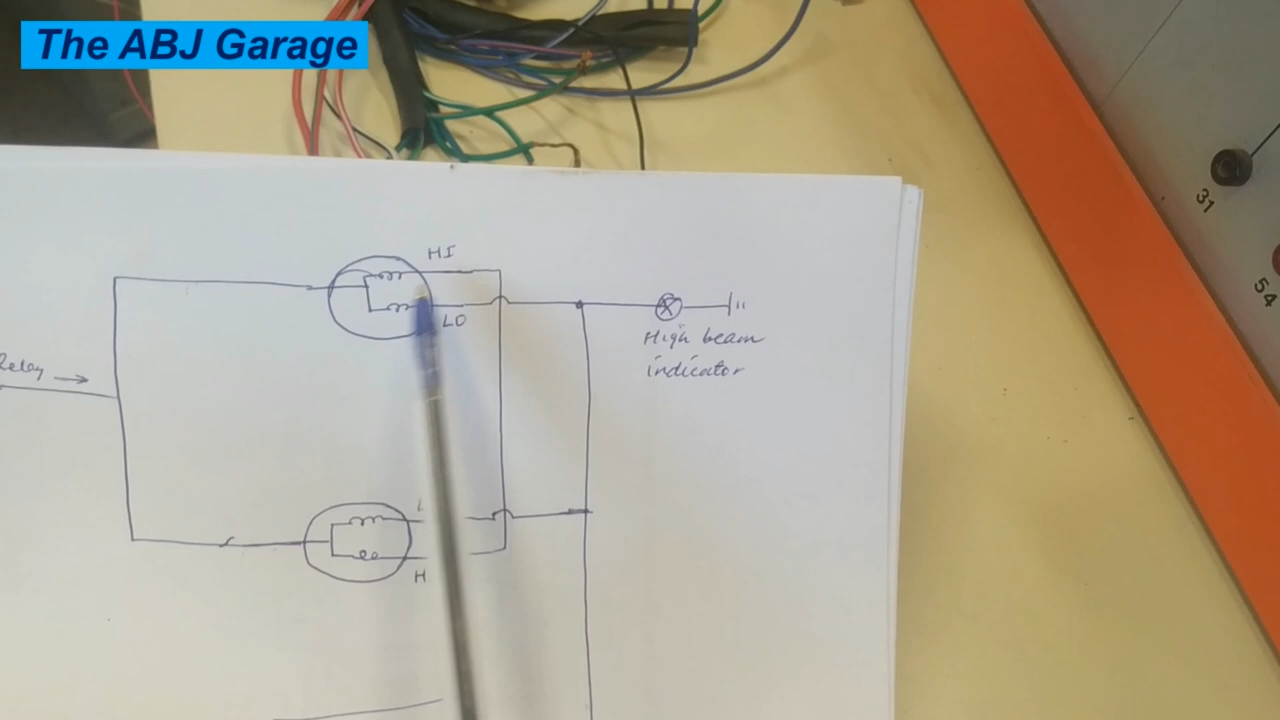 The ABJ Garage
31
54
HI
LO
High beam
indicator
Relay →
L
H